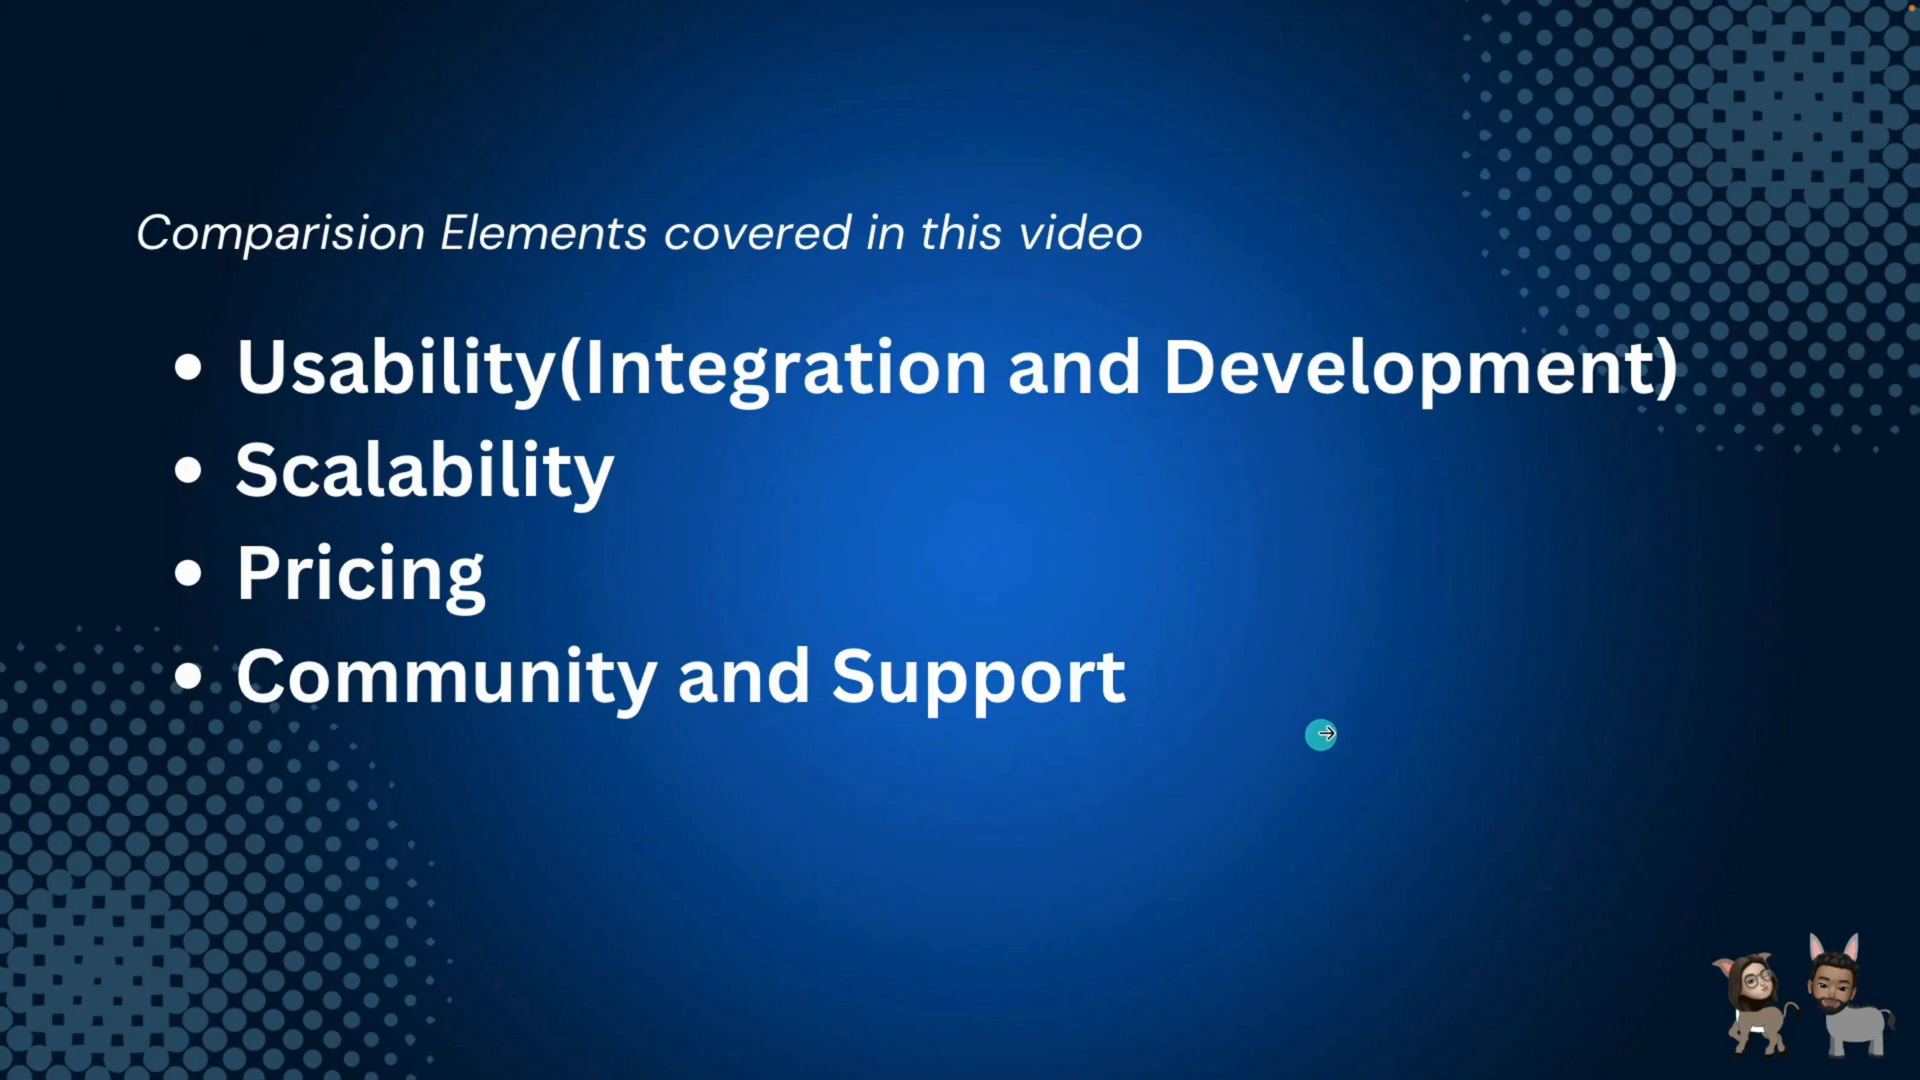 Comparision Elements covered in this video
• Usability(Integration and Development)
• Scalability
• Pricing
• Community and Support